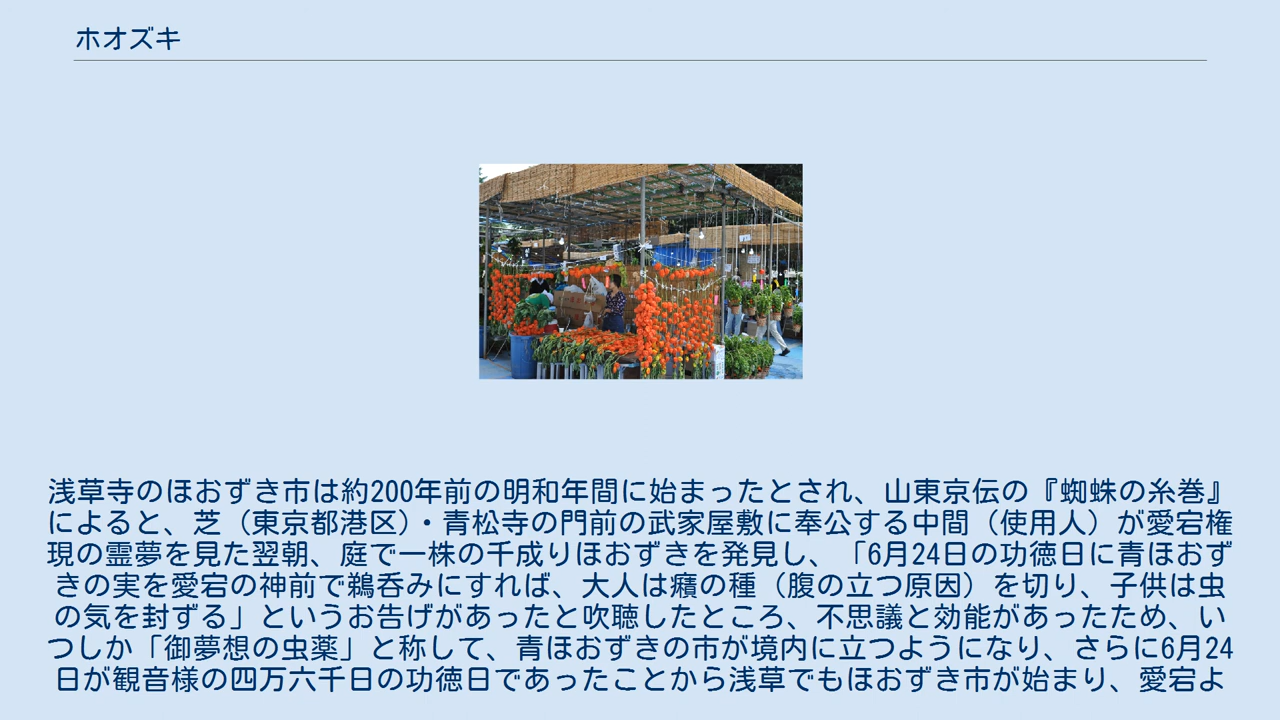 ホオズキ
浅草寺のほおずき市は約200年前の明和年間に始まったとされ、山東京伝の『蜘蛛の糸巻』
によると、芝（東京都港区）・青松寺の門前の武家屋敷に奉公する中間（使用人）が愛宕権
現の霊夢を見た翌朝、庭で一株の千成りほおずきを発見し、「6月24日の功徳日に青ほおず
きの実を愛宕の神前で鵜呑みにすれば、大人は癪の種（腹の立つ原因）を切り、子供は虫
の気を封ずる」というお告げがあったと吹聴したところ、不思議と効能があったため、い
つしか「御夢想の虫薬」と称して、青ほおずきの市が境内に立つようになり、さらに6月24
日が観音様の四万六千日の功徳日であったことから浅草でもほおずき市が始まり、愛宕よ